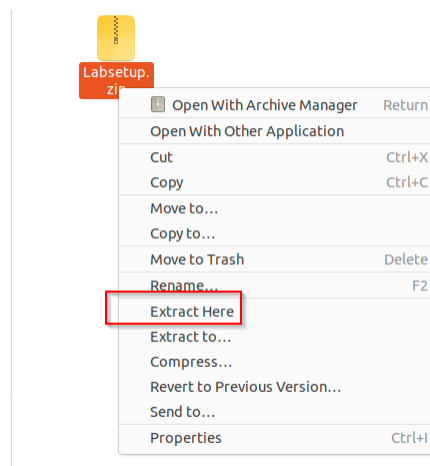 Labsetup.
zip
Open With Archive Manager Return
Open With Other Application
Cut Ctrl+X
Copy Ctrl+C
Move to…
Copy to…
Move to Trash Delete
Rename… F2
Extract Here
Extract to…
Compress…
Revert to Previous Version…
Send to…
Properties Ctrl+I